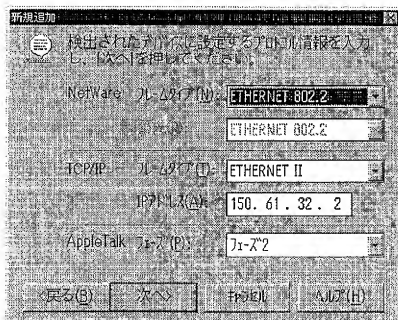 新規追加
検出されたデバイスに設定するプロトコル情報を入力
し、[次へ]を押してください。
NetWare フレームタイプ(N): ETHERNET 802.2
ETHERNET 802.2
TCP/IP フレームタイプ(T): ETHERNET II
IPアドレス(A): 150. 61 . 32 . 2
AppleTalk フェーズ(P): フェーズ2
<戻る(B) 次へ> キャンセル ヘルプ(H)